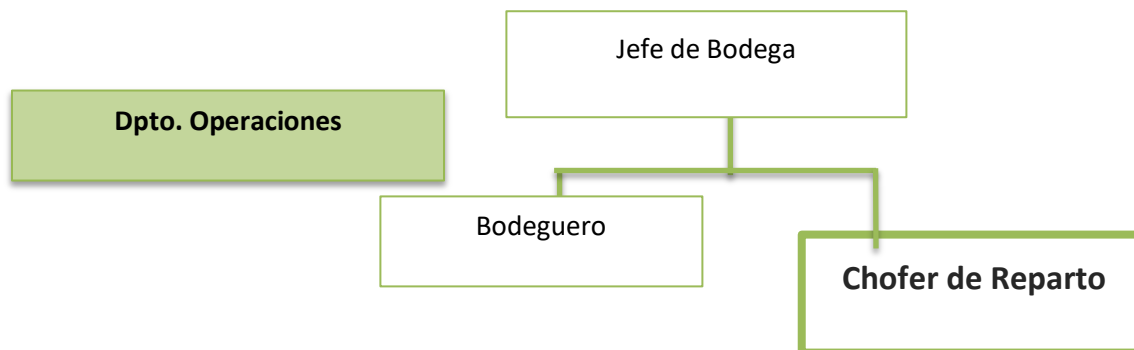 Jefe de Bodega
Dpto. Operaciones
Bodeguero
Chofer de Reparto